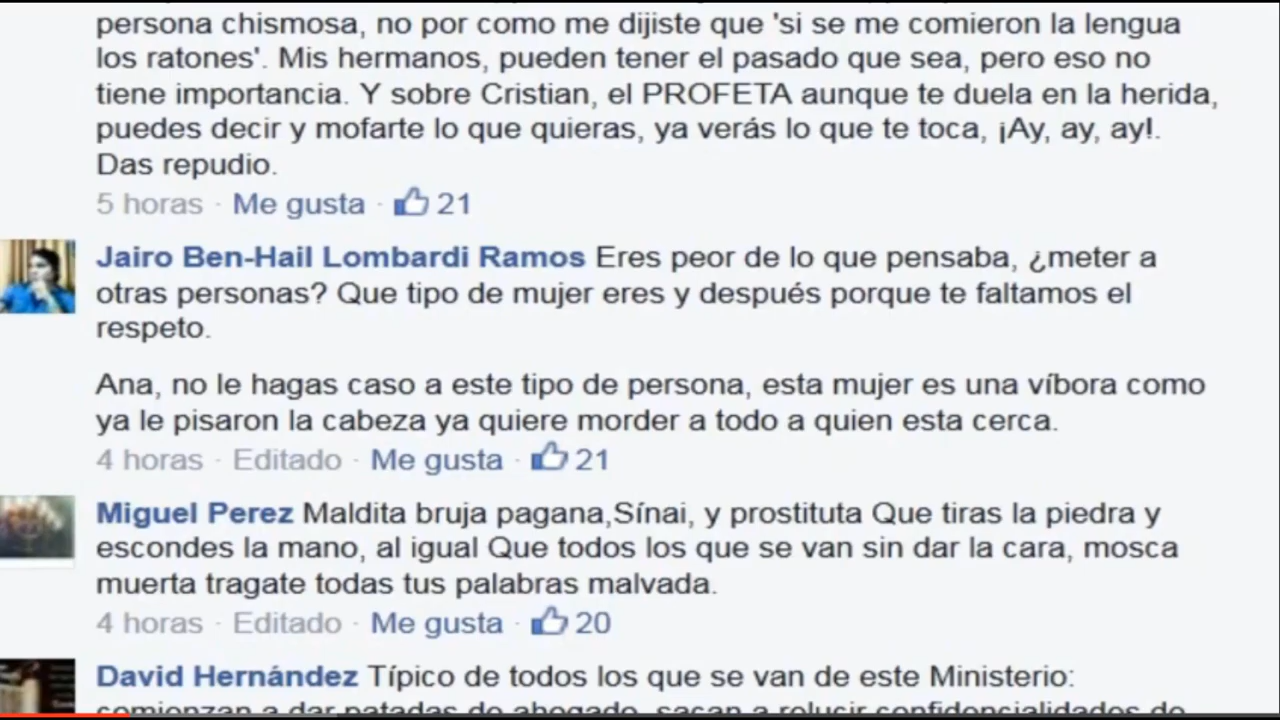 persona chismosa, no por como me dijiste que 'si se me comieron la lengua
los ratones'. Mis hermanos, pueden tener el pasado que sea, pero eso no
tiene importancia. Y sobre Cristian, el PROFETA aunque te duela en la herida,
puedes decir y mofarte lo que quieras, ya verás lo que te toca, ¡Ay, ay, ay!.
Das repudio.
5 horas · Me gusta · 21
Jairo Ben-Hail Lombardi Ramos Eres peor de lo que pensaba, ¿meter a
otras personas? Que tipo de mujer eres y después porque te faltamos el
respeto.
Ana, no le hagas caso a este tipo de persona, esta mujer es una víbora como
ya le pisaron la cabeza ya quiere morder a todo a quien esta cerca.
4 horas · Editado · Me gusta · 21
Miguel Perez Maldita bruja pagana,Sínai, y prostituta Que tiras la piedra y
escondes la mano, al igual Que todos los que se van sin dar la cara, mosca
muerta tragate todas tus palabras malvada.
4 horas · Editado · Me gusta · 20
David Hernández Típico de todos los que se van de este Ministerio:
comienzan a dar patadas de ahogado, sacan a relucir confidencialidades de